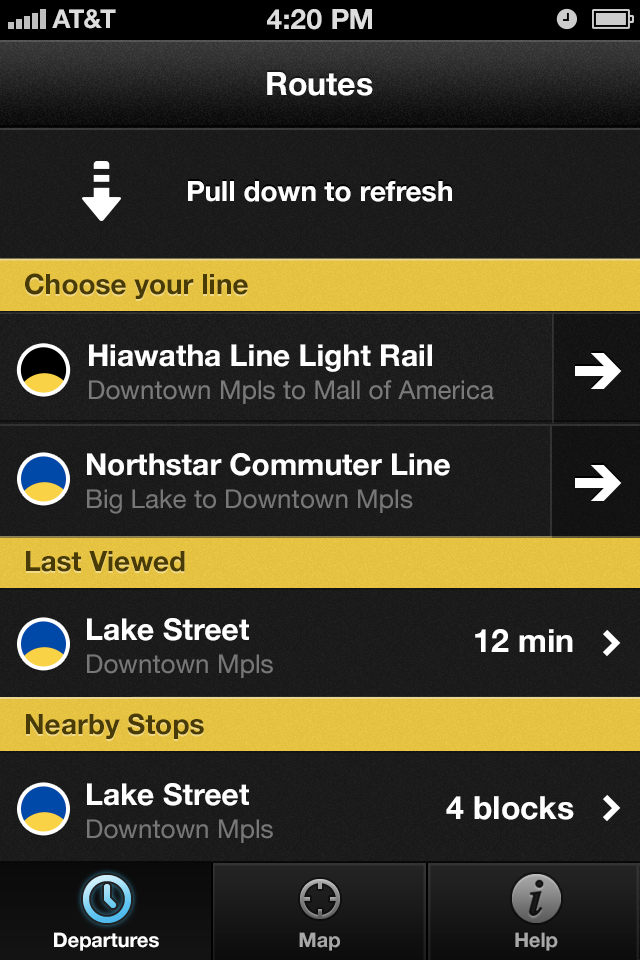 AT&T 4:20 PM
Routes
Pull down to refresh
Choose your line
Hiawatha Line Light Rail
Downtown Mpls to Mall of America
Northstar Commuter Line
Big Lake to Downtown Mpls
Last Viewed
Lake Street
Downtown Mpls
12 min
Nearby Stops
Lake Street
Downtown Mpls
4 blocks
Departures Map Help